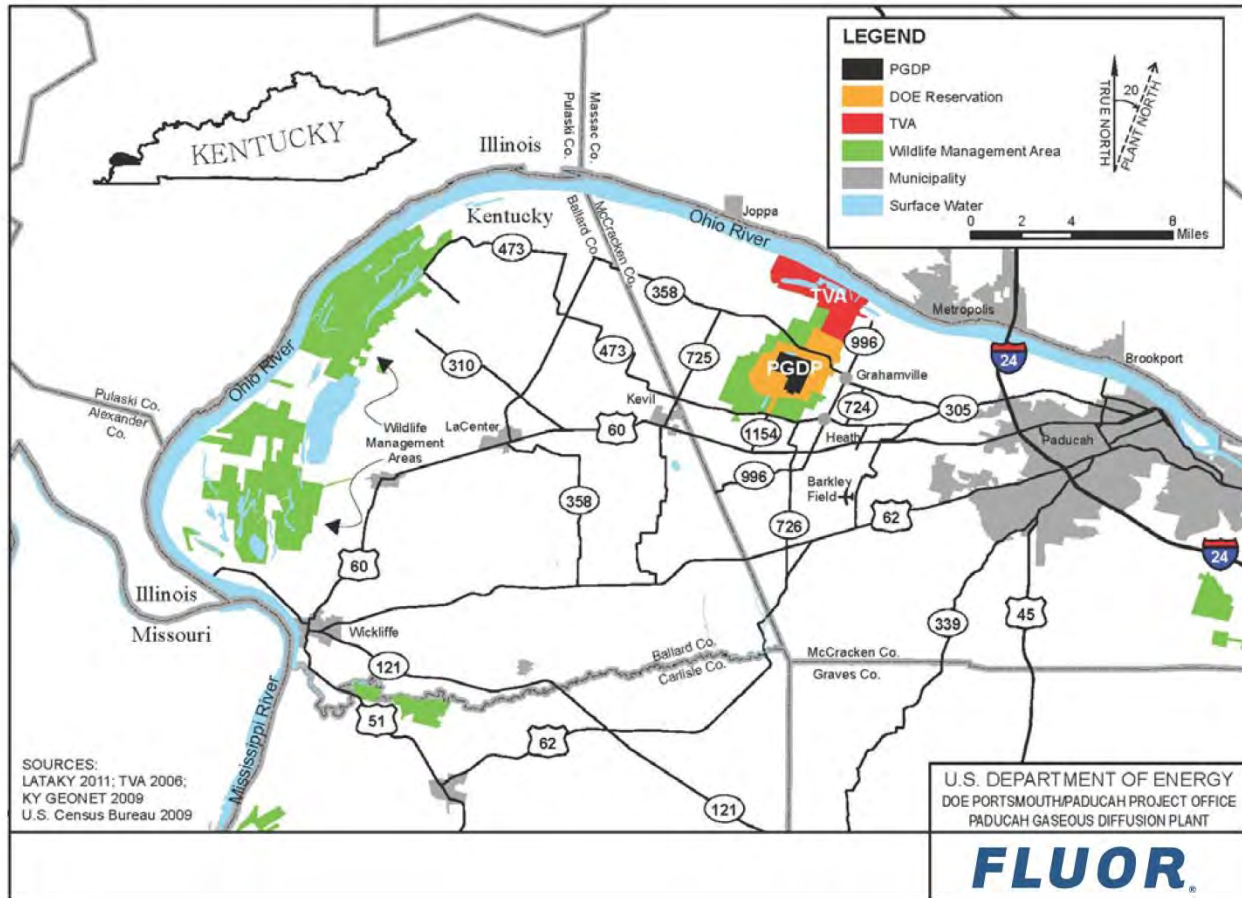 LEGEND
PGDP
DOE Reservation
TVA
Wildlife Management Area
Municipality
Surface Water
TRUE NORTH
20
PLANT NORTH
0 2 4 8
Miles
KENTUCKY
Pulaski Co.
Massac Co.
Illinois
Kentucky
Ballard Co.
McCracken Co.
Ohio River
Joppa
473
358
TVA
Metropolis
24
Brookport
996
PGDP
Grahamville
310
473
725
Ohio River
Pulaski Co.
Alexander Co.
Wildlife
Management
Areas
LaCenter
60
Kevil
1154
724
305
Heath
Paducah
996
Barkley
Field
358
726
62
24
60
Illinois
Missouri
Wickliffe
339
45
121
Ballard Co.
Carlisle Co.
McCracken Co.
Graves Co.
Mississippi River
51
62
121
SOURCES:
LATAKY 2011; TVA 2006;
KY GEONET 2009
U.S. Census Bureau 2009
U.S. DEPARTMENT OF ENERGY
DOE PORTSMOUTH/PADUCAH PROJECT OFFICE
PADUCAH GASEOUS DIFFUSION PLANT
FLUOR®